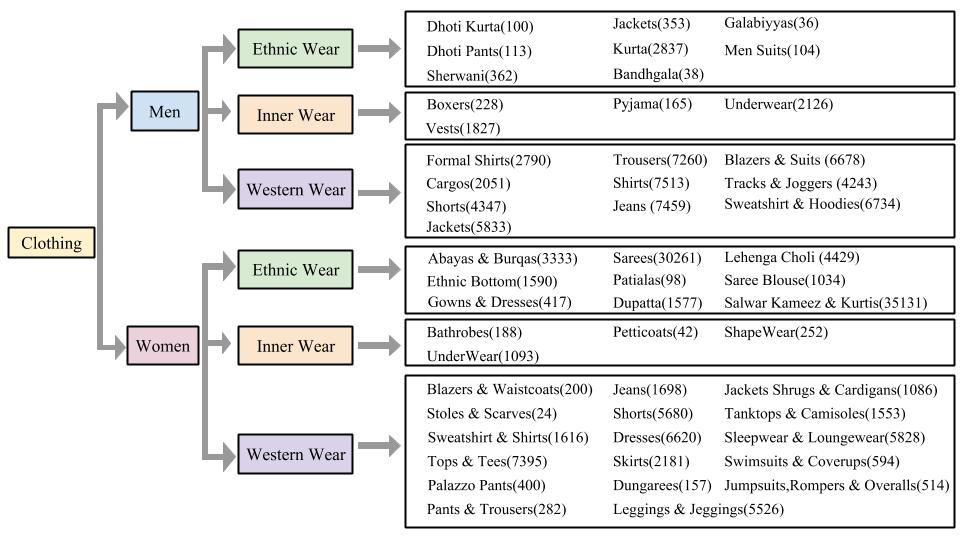 Clothing
Men
Ethnic Wear
Dhoti Kurta(100) Jackets(353) Galabiyyas(36)
Dhoti Pants(113) Kurta(2837) Men Suits(104)
Sherwani(362) Bandhgala(38)
Inner Wear
Boxers(228) Pyjama(165) Underwear(2126)
Vests(1827)
Western Wear
Formal Shirts(2790) Trousers(7260) Blazers & Suits (6678)
Cargos(2051) Shirts(7513) Tracks & Joggers (4243)
Shorts(4347) Jeans (7459) Sweatshirt & Hoodies(6734)
Jackets(5833)
Women
Ethnic Wear
Abayas & Burqas(3333) Sarees(30261) Lehenga Choli (4429)
Ethnic Bottom(1590) Patialas(98) Saree Blouse(1034)
Gowns & Dresses(417) Dupatta(1577) Salwar Kameez & Kurtis(35131)
Inner Wear
Bathrobes(188) Petticoats(42) ShapeWear(252)
UnderWear(1093)
Western Wear
Blazers & Waistcoats(200) Jeans(1698) Jackets Shrugs & Cardigans(1086)
Stoles & Scarves(24) Shorts(5680) Tanktops & Camisoles(1553)
Sweatshirt & Shirts(1616) Dresses(6620) Sleepwear & Loungewear(5828)
Tops & Tees(7395) Skirts(2181) Swimsuits & Coverups(594)
Palazzo Pants(400) Dungarees(157) Jumpsuits,Rompers & Overalls(514)
Pants & Trousers(282) Leggings & Jeggings(5526)